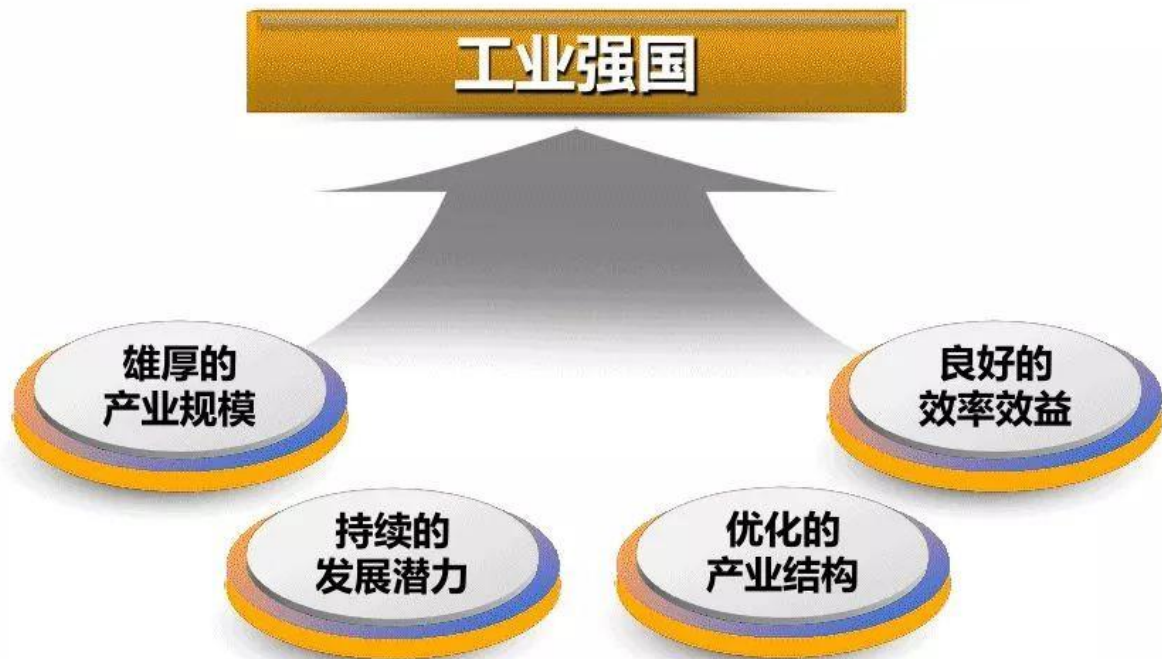 工业强国
雄厚的
产业规模
良好的
效率效益
持续的
发展潜力
优化的
产业结构